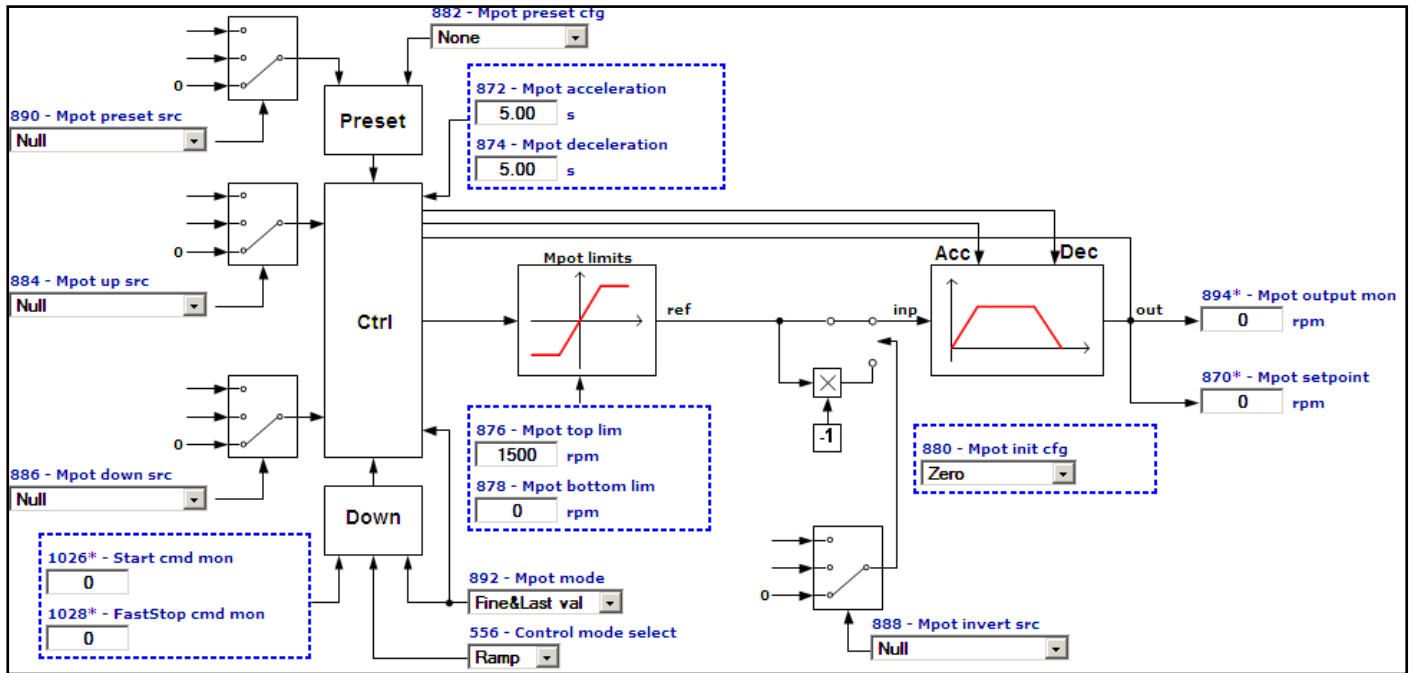 882 - Mpot preset cfg
None
0
890 - Mpot preset src
Null
Preset
872 - Mpot acceleration
5.00 s
874 - Mpot deceleration
5.00 s
0
884 - Mpot up src
Null
Ctrl
Mpot limits
ref
inp
Acc Dec
out
894* - Mpot output mon
0 rpm
870* - Mpot setpoint
0 rpm
-1
876 - Mpot top lim
1500 rpm
878 - Mpot bottom lim
0 rpm
880 - Mpot init cfg
Zero
0
886 - Mpot down src
Null
Down
1026* - Start cmd mon
0
1028* - FastStop cmd mon
0
892 - Mpot mode
Fine&Last val
556 - Control mode select
Ramp
0
888 - Mpot invert src
Null